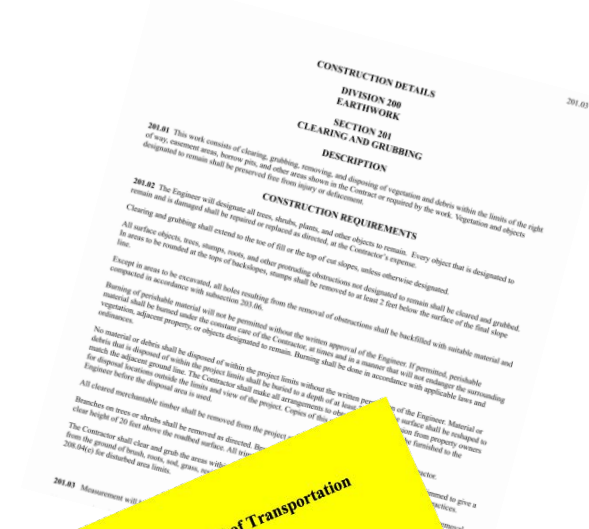 CONSTRUCTION DETAILS
201.03
DIVISION 200
EARTHWORK
SECTION 201
CLEARING AND GRUBBING
DESCRIPTION
201.01 This work consists of clearing, grubbing, removing, and disposing of vegetation and debris within the limits of the right
of way, easement areas, borrow pits, and other areas shown in the Contract or required by the work. Vegetation and objects
designated to remain shall be preserved free from injury or defacement.
CONSTRUCTION REQUIREMENTS
201.02 The Engineer will designate all trees, shrubs, plants, and other objects to remain. Every object that is designated to
remain and is damaged shall be repaired or replaced as directed, at the Contractor's expense.
Clearing and grubbing shall extend to the toe of fill or the top of cut slopes, unless otherwise designated.
All surface objects, trees, stumps, roots, and other protruding obstructions not designated to remain shall be cleared and grubbed.
In areas to be rounded at the tops of backslopes, stumps shall be removed to at least 2 feet below the surface of the final slope
line.
Except in areas to be excavated, all holes resulting from the removal of obstructions shall be backfilled with suitable material and
compacted in accordance with subsection 203.06.
Burning of perishable material will not be permitted without the written approval of the Engineer. If permitted, perishable
material shall be burned under the constant care of the Contractor, at times and in a manner that will not endanger the surrounding
vegetation, adjacent property, or objects designated to remain. Burning shall be done in accordance with applicable laws and
ordinances.
No material or debris shall be disposed of within the project limits without the written of the Engineer. Material or
debris that is disposed of within the project limits shall be buried to a depth of at least surface shall be reshaped to
match the adjacent ground line. The Contractor shall make all arrangements to from property owners
for disposal locations outside the limits and view of the project. Copies of be furnished to the
Engineer before the disposal area is used.
All cleared merchantable timber shall be removed from the project
Branches on trees or shrubs shall be removed as directed. to give a
clear height of 20 feet above the roadbed surface. All
The Contractor shall clear and grub the areas
from the ground of brush, roots, sod, grass,
208.04(e) for disturbed area limits.
201.03 Measurement will
of Transportation